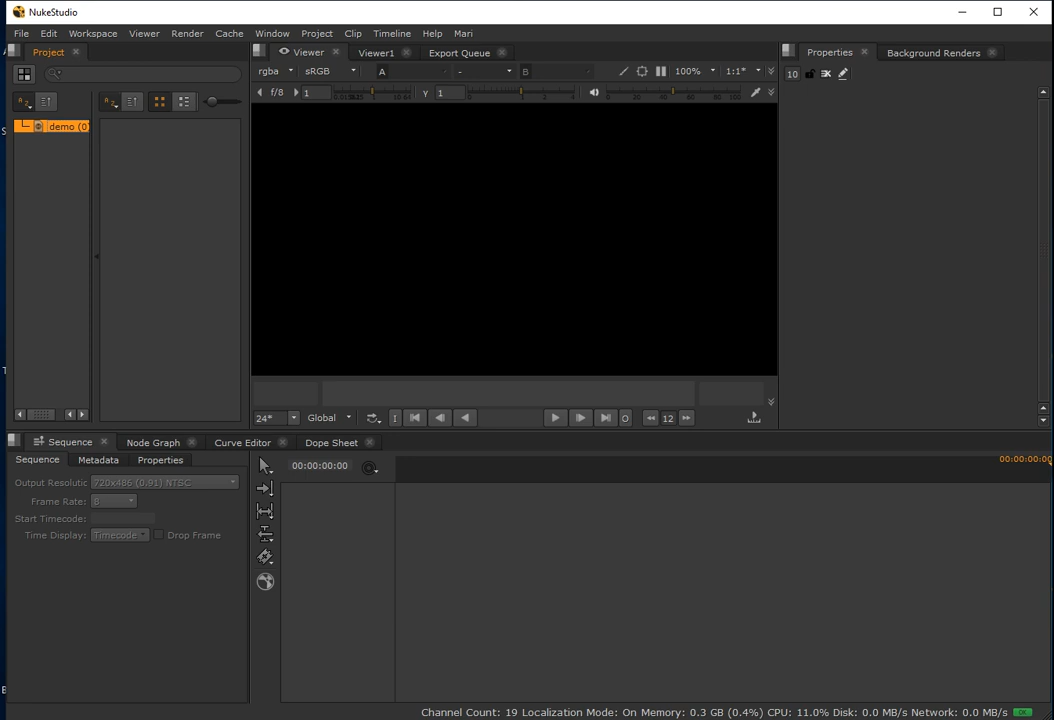 NukeStudio
File Edit Workspace Viewer Render Cache Window Project Clip Timeline Help Mari
Project
Viewer Viewer1 Export Queue
Properties Background Renders
rgba sRGB A - B 100% 1:1*
10
f/8 1 Y 1
demo (0)
24* Global I O 12
Sequence Node Graph Curve Editor Dope Sheet
Sequence Metadata Properties
00:00:00:00
00:00:00:00
Output Resolutic 720x486 (0.91) NTSC
Frame Rate: 8
Start Timecode:
Time Display: Timecode Drop Frame
Channel Count: 19 Localization Mode: On Memory: 0.3 GB (0.4%) CPU: 11.0% Disk: 0.0 MB/s Network: 0.0 MB/s